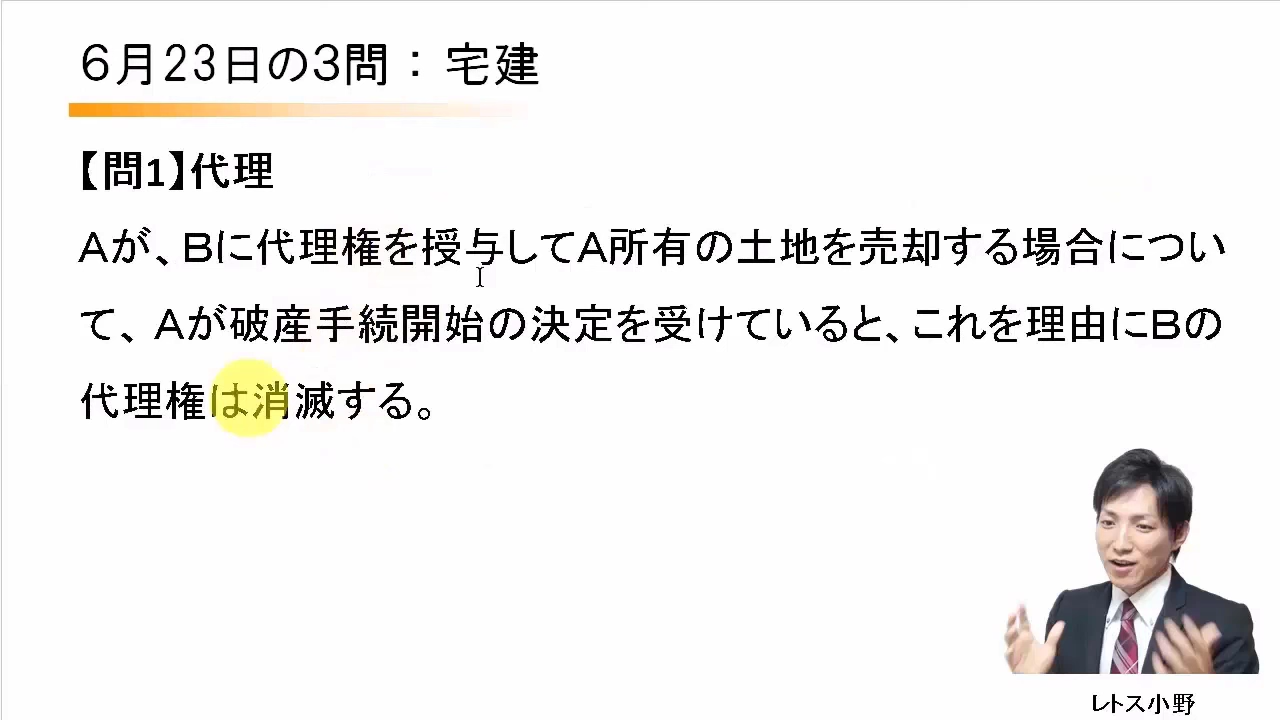 ６月２３日の３問：宅建
【問1】代理
Ａが、Ｂに代理権を授与してＡ所有の土地を売却する場合につい
て、Ａが破産手続開始の決定を受けていると、これを理由にＢの
代理権は消滅する。
レトス小野